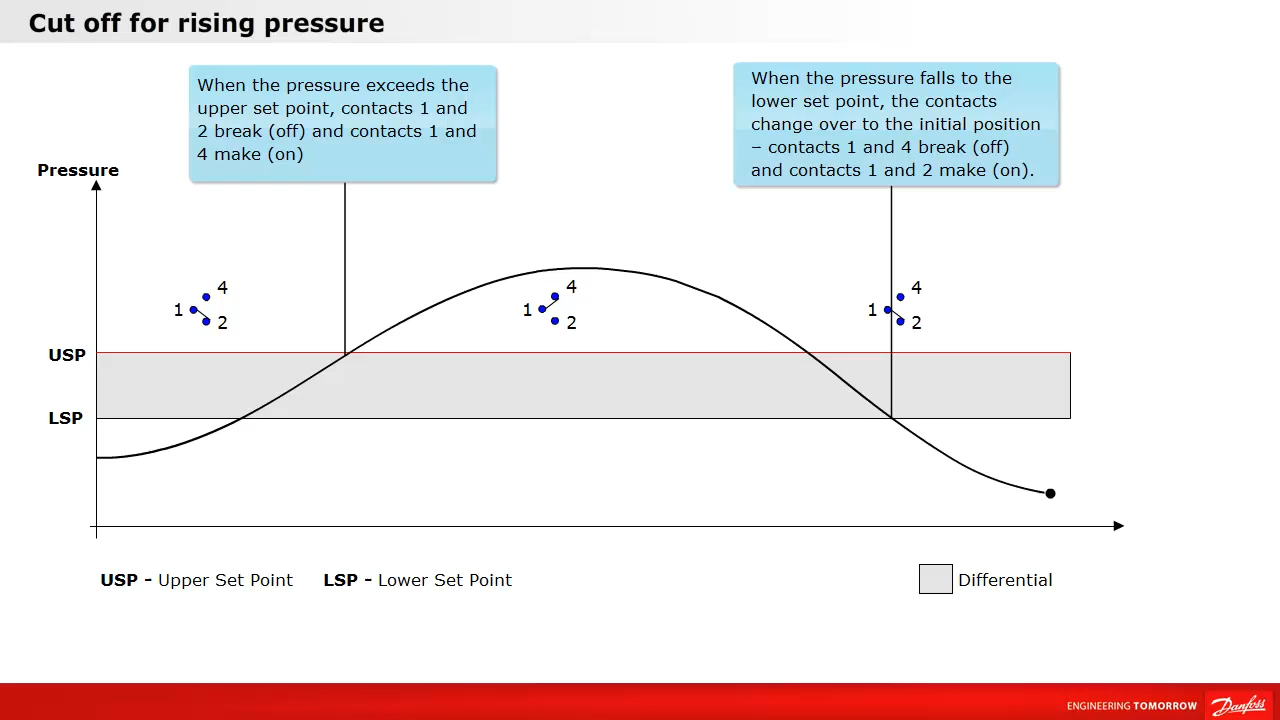 Cut off for rising pressure
When the pressure exceeds the
upper set point, contacts 1 and
2 break (off) and contacts 1 and
4 make (on)
When the pressure falls to the
lower set point, the contacts
change over to the initial position
– contacts 1 and 4 break (off)
and contacts 1 and 2 make (on).
Pressure
4
1
2
4
1
2
4
1
2
USP
LSP
USP - Upper Set Point LSP - Lower Set Point
Differential
ENGINEERING TOMORROW
Danfoss